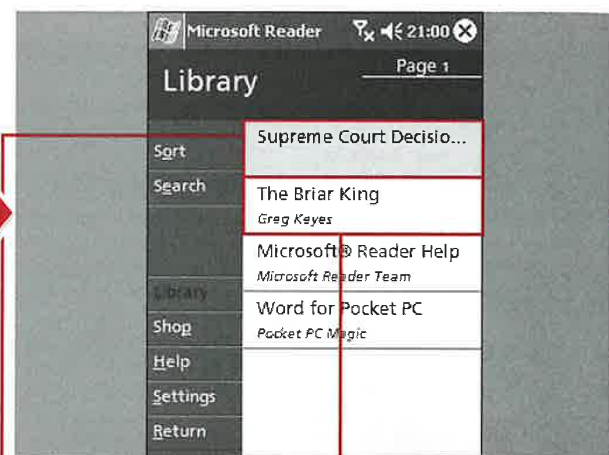 Microsoft Reader 21:00
Library
Page 1
Sort
Search
Library
Shop
Help
Settings
Return
Supreme Court Decisio...
The Briar King
Greg Keyes
Microsoft® Reader Help
Microsoft Reader Team
Word for Pocket PC
Pocket PC Magic